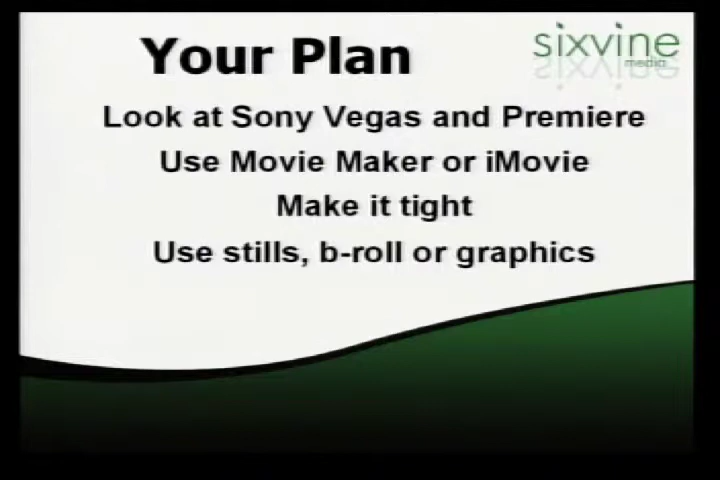 Your Plan
sixvine
media
Look at Sony Vegas and Premiere
Use Movie Maker or iMovie
Make it tight
Use stills, b-roll or graphics